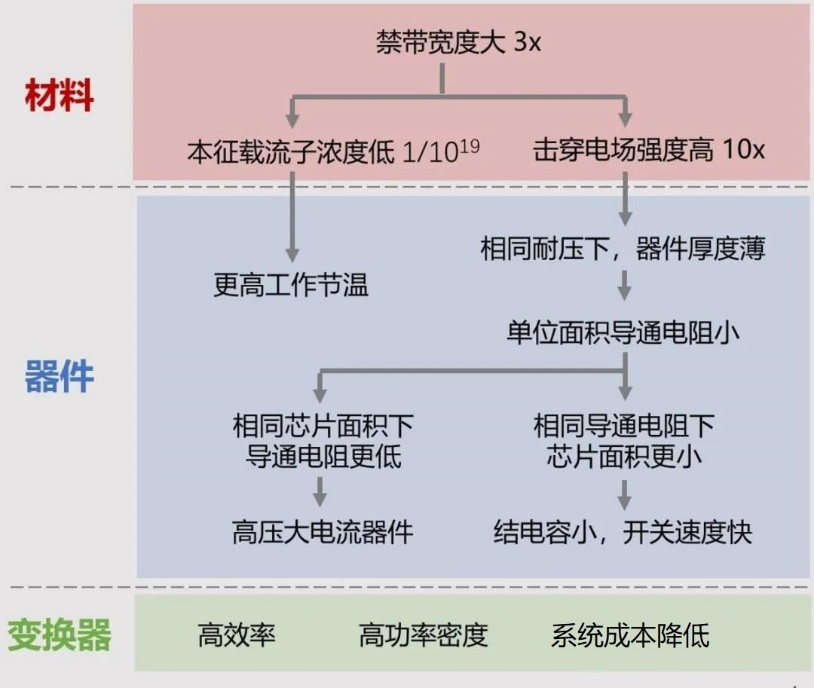 材料
禁带宽度大 3x
本征载流子浓度低 1/10¹⁹
击穿电场强度高 10x
器件
相同耐压下，器件厚度薄
更高工作节温
单位面积导通电阻小
相同芯片面积下
导通电阻更低
相同导通电阻下
芯片面积更小
高压大电流器件
结电容小，开关速度快
变换器
高效率
高功率密度
系统成本降低